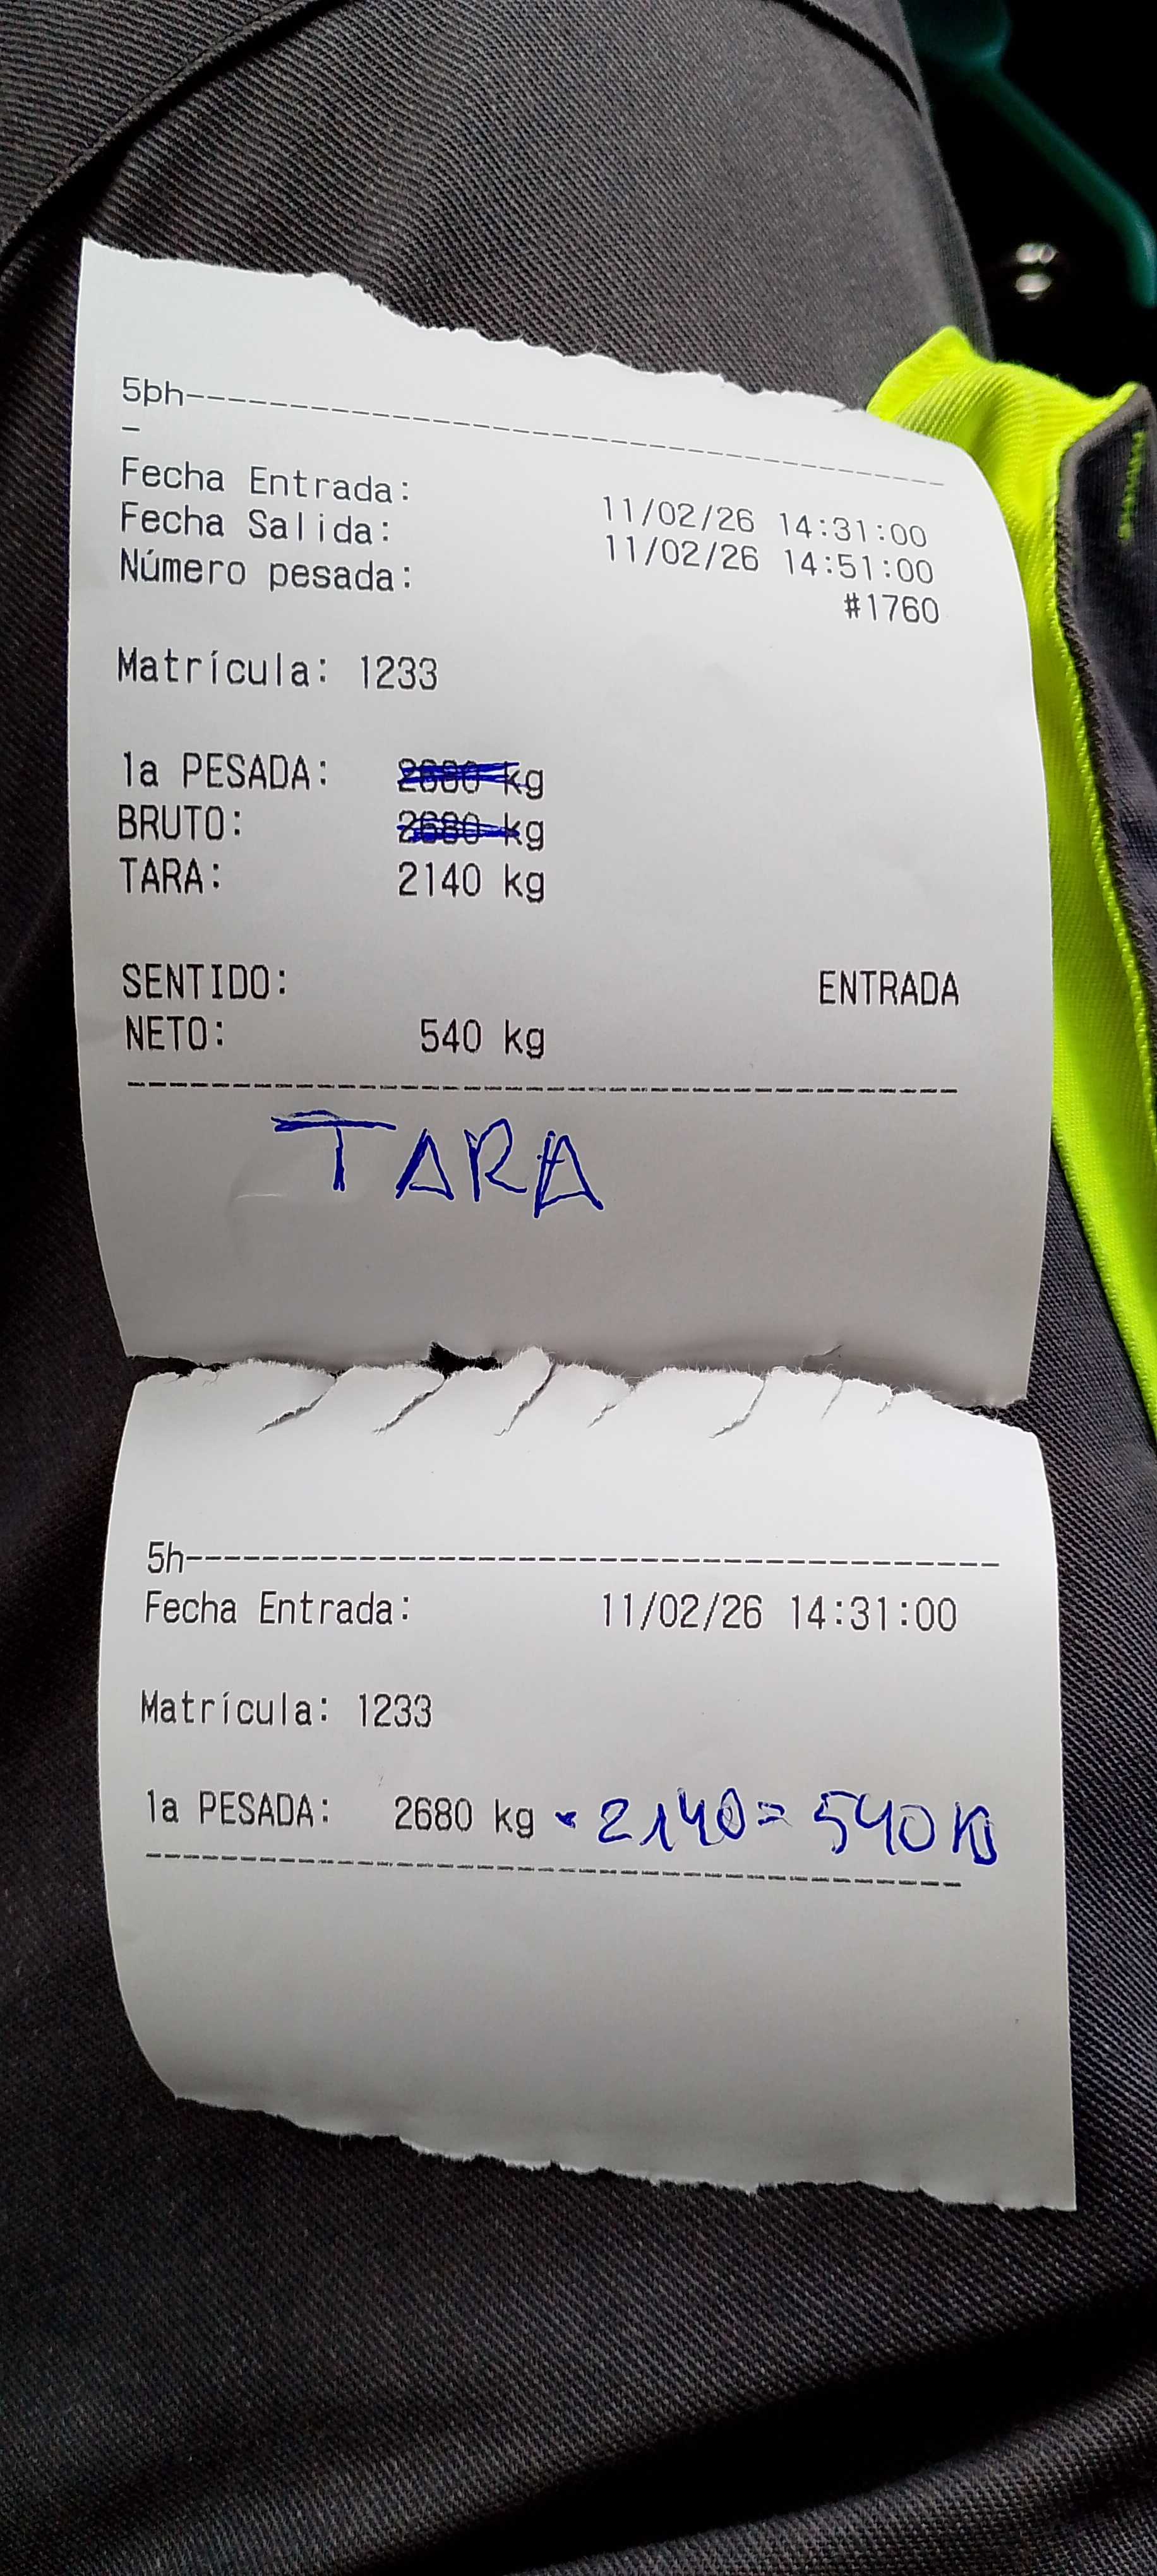 5ph----------------------------------------
-
Fecha Entrada: 11/02/26 14:31:00
Fecha Salida: 11/02/26 14:51:00
Número pesada: #1760
Matrícula: 1233
1a PESADA: 2680 kg
BRUTO: 2680 kg
TARA: 2140 kg
SENTIDO: ENTRADA
NETO: 540 kg
----------------------------------------
TARA
5h----------------------------------------
Fecha Entrada: 11/02/26 14:31:00
Matrícula: 1233
1a PESADA: 2680 kg - 2140 = 540 K
----------------------------------------